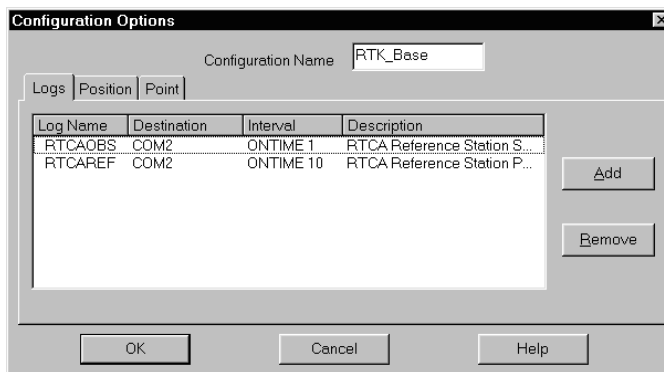 Configuration Options
Configuration Name RTK_Base
Logs Position Point
Log Name Destination Interval Description
RTCAOBS COM2 ONTIME 1 RTCA Reference Station S...
RTCAREF COM2 ONTIME 10 RTCA Reference Station P...
Add
Remove
OK Cancel Help